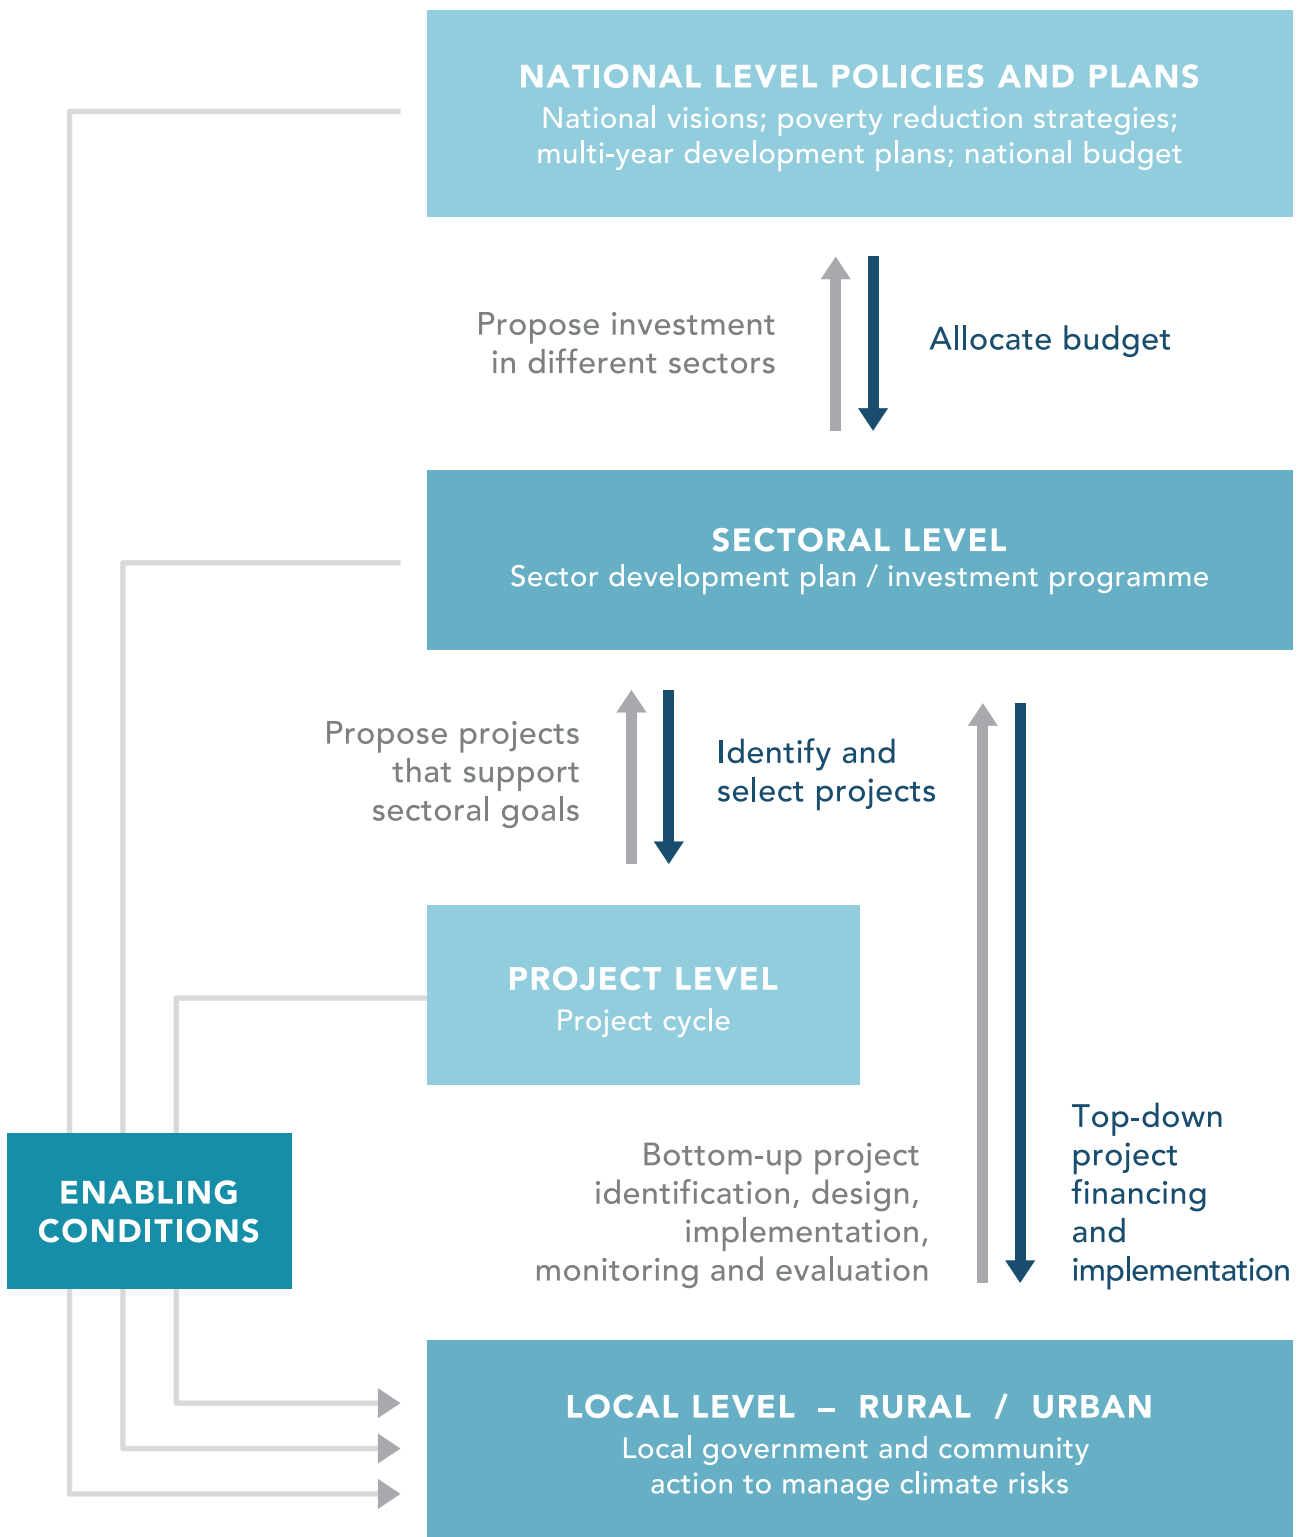 NATIONAL LEVEL POLICIES AND PLANS
National visions; poverty reduction strategies;
multi-year development plans; national budget
Propose investment
in different sectors
Allocate budget
SECTORAL LEVEL
Sector development plan / investment programme
Propose projects
that support
sectoral goals
Identify and
select projects
PROJECT LEVEL
Project cycle
ENABLING
CONDITIONS
Bottom-up project
identification, design,
implementation,
monitoring and evaluation
Top-down
project
financing
and
implementation
LOCAL LEVEL – RURAL / URBAN
Local government and community
action to manage climate risks